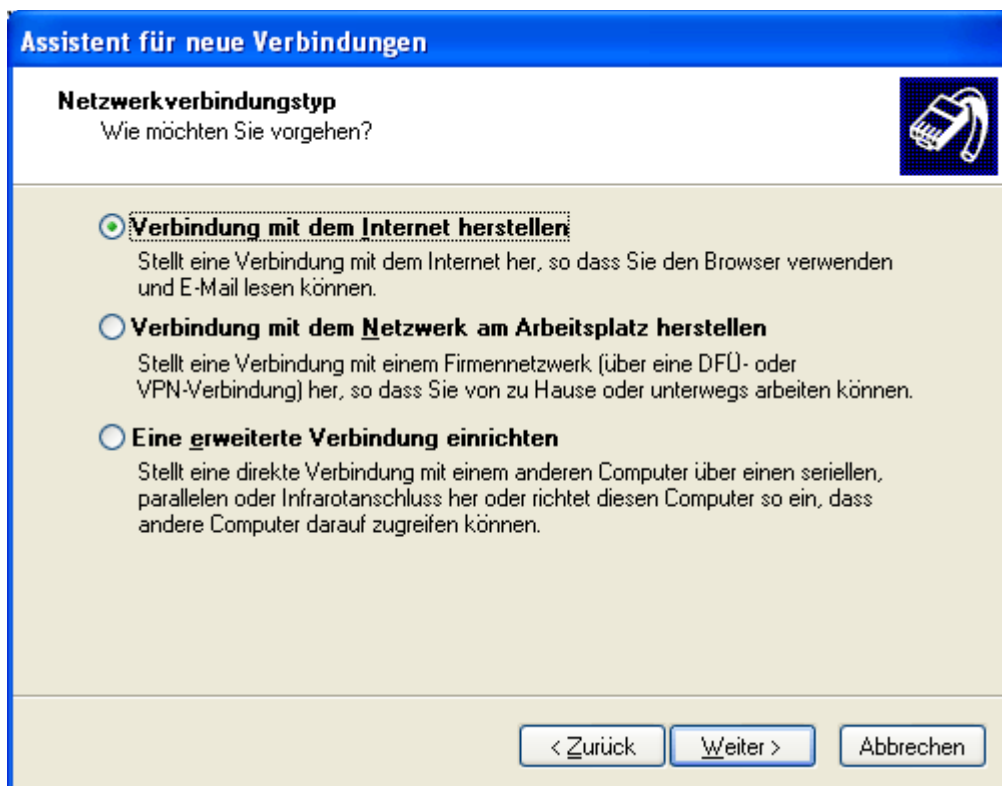 Assistent für neue Verbindungen
Netzwerkverbindungstyp
Wie möchten Sie vorgehen?
Verbindung mit dem Internet herstellen
Stellt eine Verbindung mit dem Internet her, so dass Sie den Browser verwenden
und E-Mail lesen können.
Verbindung mit dem Netzwerk am Arbeitsplatz herstellen
Stellt eine Verbindung mit einem Firmennetzwerk (über eine DFÜ- oder
VPN-Verbindung) her, so dass Sie von zu Hause oder unterwegs arbeiten können.
Eine erweiterte Verbindung einrichten
Stellt eine direkte Verbindung mit einem anderen Computer über einen seriellen,
parallelen oder Infrarotanschluss her oder richtet diesen Computer so ein, dass
andere Computer darauf zugreifen können.
< Zurück Weiter > Abbrechen